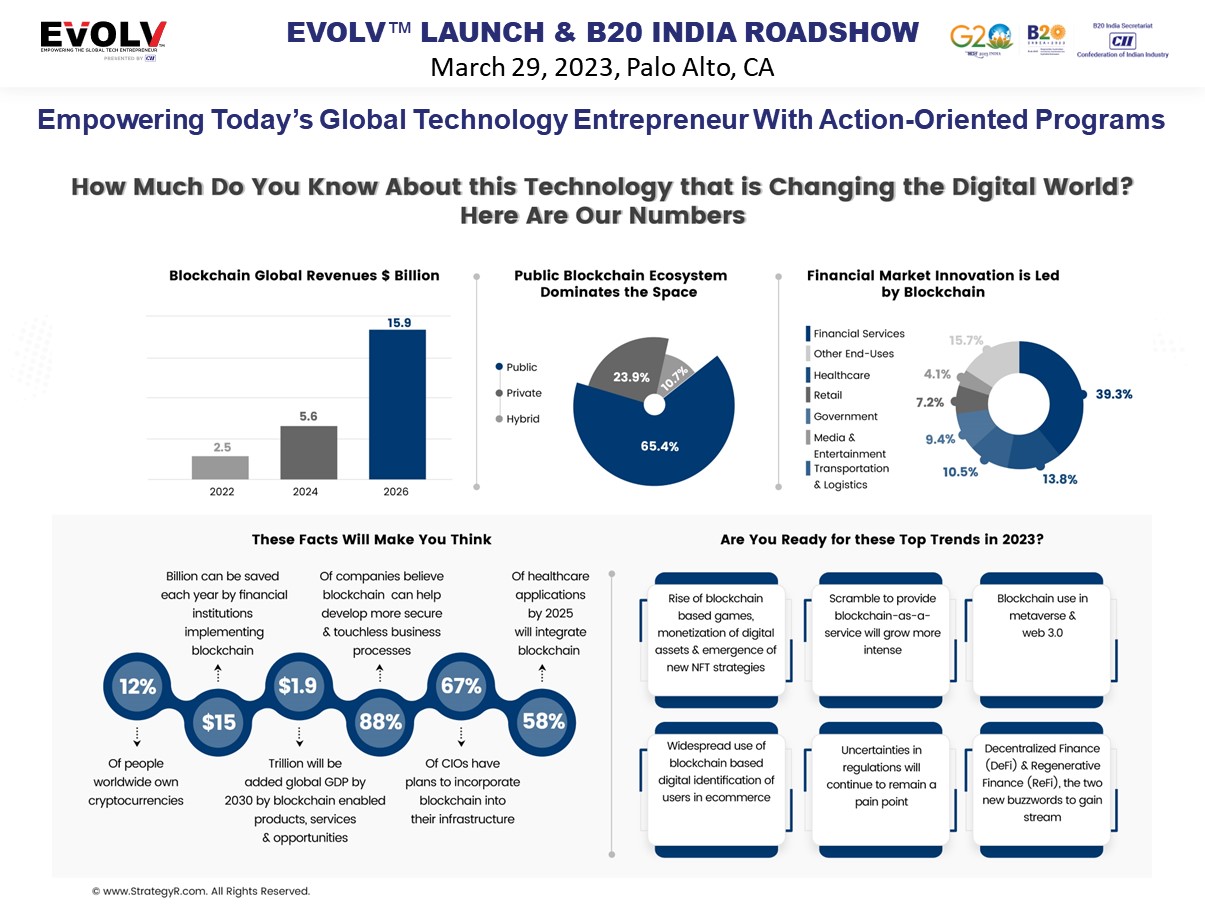 EVOLV™
EMPOWERING THE GLOBAL TECH ENTREPRENEUR
PRESENTED BY CII
EVOLV™ LAUNCH & B20 INDIA ROADSHOW
March 29, 2023, Palo Alto, CA
G20
B20
B20 India Secretariat
CII
Confederation of Indian Industry
Empowering Today’s Global Technology Entrepreneur With Action-Oriented Programs
How Much Do You Know About this Technology that is Changing the Digital World?
Here Are Our Numbers
Blockchain Global Revenues $ Billion
15.9
5.6
2.5
2022
2024
2026
Public Blockchain Ecosystem
Dominates the Space
Public
Private
Hybrid
23.9%
10.7%
65.4%
Financial Market Innovation is Led
by Blockchain
Financial Services
Other End-Uses
Healthcare
Retail
Government
Media &
Entertainment
Transportation
& Logistics
15.7%
4.1%
7.2%
9.4%
10.5%
13.8%
39.3%
These Facts Will Make You Think
12%
Of people
worldwide own
cryptocurrencies
Billion can be saved
each year by financial
institutions
implementing
blockchain
$15
$1.9
Trillion will be
added global GDP by
2030 by blockchain enabled
products, services
& opportunities
Of companies believe
blockchain can help
develop more secure
& touchless business
processes
88%
67%
Of CIOs have
plans to incorporate
blockchain into
their infrastructure
Of healthcare
applications
by 2025
will integrate
blockchain
58%
Are You Ready for these Top Trends in 2023?
Rise of blockchain
based games,
monetization of digital
assets & emergence of
new NFT strategies
Scramble to provide
blockchain-as-a-
service will grow more
intense
Blockchain use in
metaverse &
web 3.0
Widespread use of
blockchain based
digital identification of
users in ecommerce
Uncertainties in
regulations will
continue to remain a
pain point
Decentralized Finance
(DeFi) & Regenerative
Finance (ReFi), the two
new buzzwords to gain
stream
© www.StrategyR.com. All Rights Reserved.